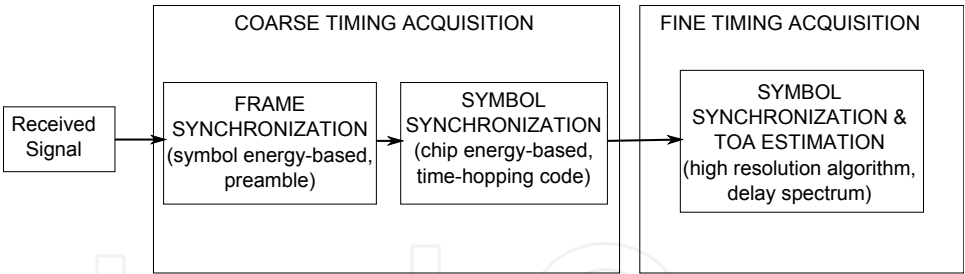 COARSE TIMING ACQUISITION
FINE TIMING ACQUISITION
Received
Signal
FRAME
SYNCHRONIZATION
(symbol energy-based,
preamble)
SYMBOL
SYNCHRONIZATION
(chip energy-based,
time-hopping code)
SYMBOL
SYNCHRONIZATION &
TOA ESTIMATION
(high resolution algorithm,
delay spectrum)